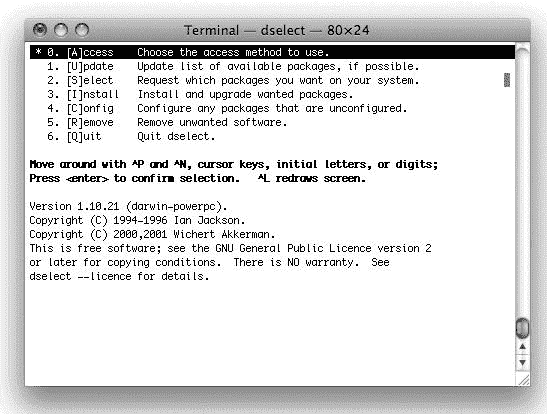 Terminal — dselect — 80×24
* 0. [A]ccess Choose the access method to use.
1. [U]pdate Update list of available packages, if possible.
2. [S]elect Request which packages you want on your system.
3. [I]nstall Install and upgrade wanted packages.
4. [C]onfig Configure any packages that are unconfigured.
5. [R]emove Remove unwanted software.
6. [Q]uit Quit dselect.
Move around with ^P and ^N, cursor keys, initial letters, or digits;
Press <enter> to confirm selection. ^L redraws screen.
Version 1.10.21 (darwin-powerpc).
Copyright (C) 1994-1996 Ian Jackson.
Copyright (C) 2000,2001 Wichert Akkerman.
This is free software; see the GNU General Public Licence version 2
or later for copying conditions. There is NO warranty. See
dselect --licence for details.